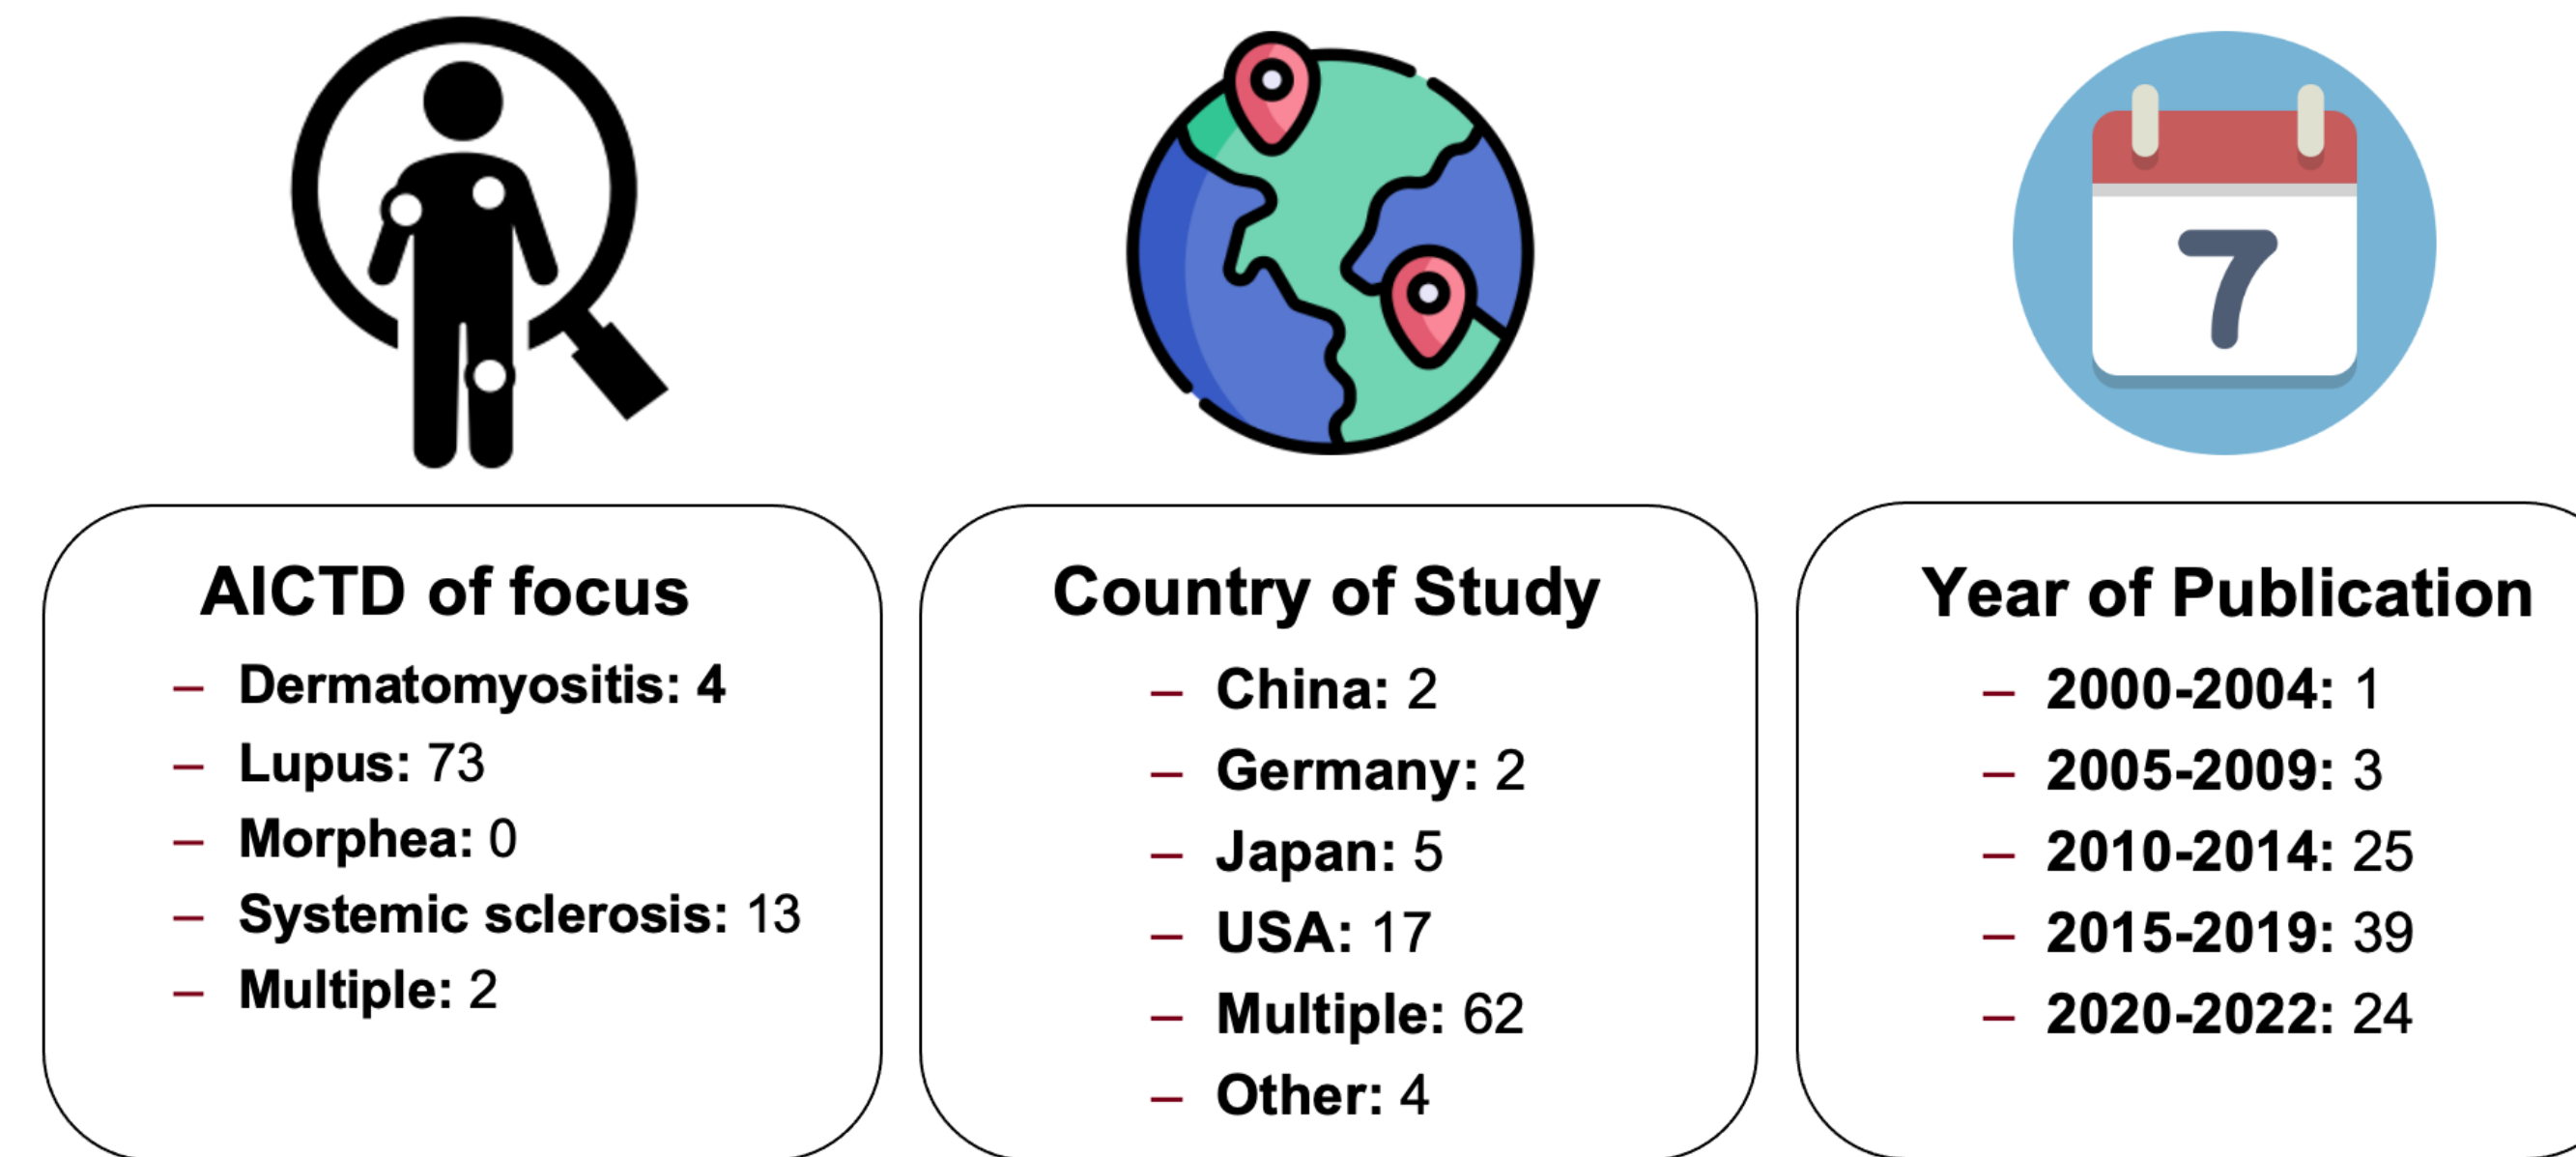 7
AICTD of focus
– Dermatomyositis: 4
– Lupus: 73
– Morphea: 0
– Systemic sclerosis: 13
– Multiple: 2
Country of Study
– China: 2
– Germany: 2
– Japan: 5
– USA: 17
– Multiple: 62
– Other: 4
Year of Publication
– 2000-2004: 1
– 2005-2009: 3
– 2010-2014: 25
– 2015-2019: 39
– 2020-2022: 24